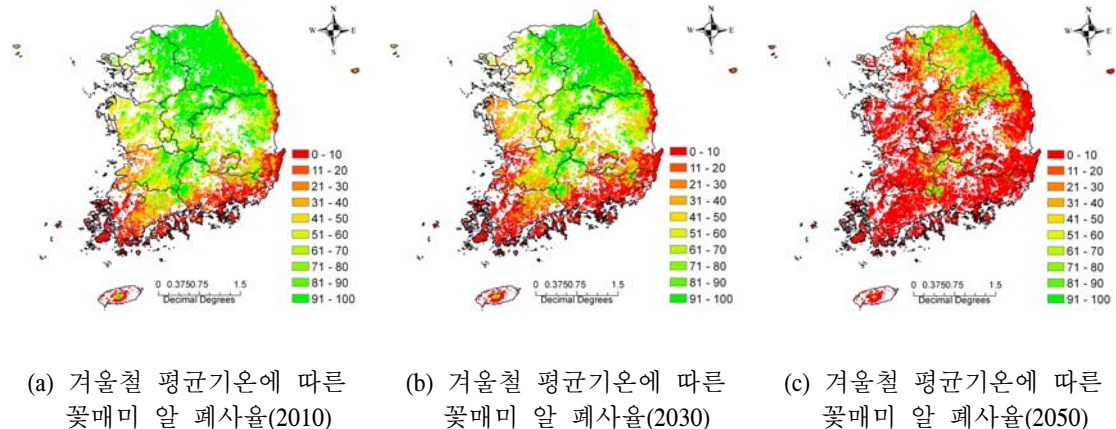 N
W E
S
0 - 10
11 - 20
21 - 30
31 - 40
41 - 50
51 - 60
61 - 70
71 - 80
81 - 90
91 - 100
0 0.3750.75 1.5
Decimal Degrees
(a) 겨울철 평균기온에 따른
꽃매미 알 폐사율(2010)
N
W E
S
0 - 10
11 - 20
21 - 30
31 - 40
41 - 50
51 - 60
61 - 70
71 - 80
81 - 90
91 - 100
0 0.3750.75 1.5
Decimal Degrees
(b) 겨울철 평균기온에 따른
꽃매미 알 폐사율(2030)
N
W E
S
0 - 10
11 - 20
21 - 30
31 - 40
41 - 50
51 - 60
61 - 70
71 - 80
81 - 90
91 - 100
0 0.3750.75 1.5
Decimal Degrees
(c) 겨울철 평균기온에 따른
꽃매미 알 폐사율(2050)